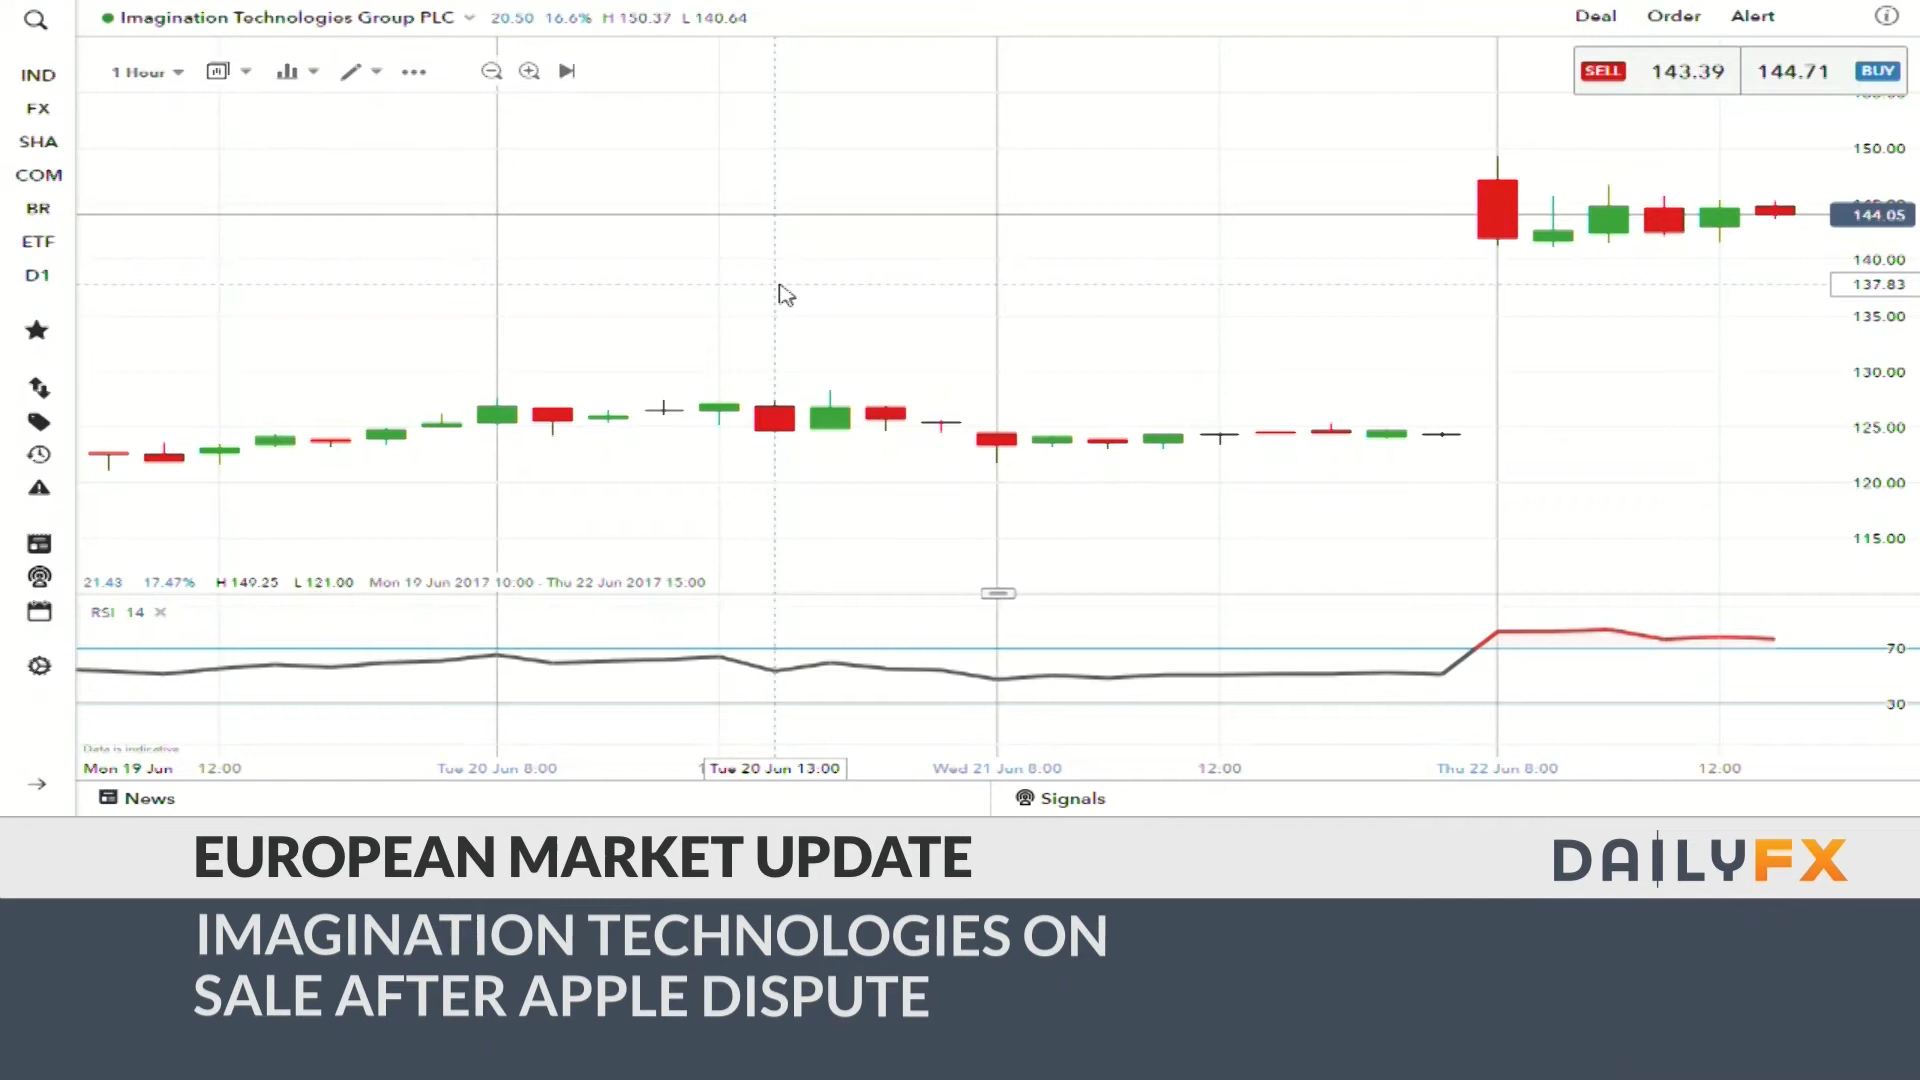 Imagination Technologies Group PLC 20.50 16.6% H 150.37 L 140.64
Deal Order Alert
IND
FX
SHA
COM
BR
ETF
D1
1 Hour
SELL 143.39 144.71 BUY
150.00
144.05
140.00
137.83
135.00
130.00
125.00
120.00
115.00
21.43 17.47% H 149.25 L 121.00 Mon 19 Jun 2017 10:00 - Thu 22 Jun 2017 15:00
RSI 14
70
30
Data is indicative
Mon 19 Jun 12:00 Tue 20 Jun 8:00 Tue 20 Jun 13:00 Wed 21 Jun 8:00 12:00 Thu 22 Jun 8:00 12:00
News
Signals
EUROPEAN MARKET UPDATE
DAILYFX
IMAGINATION TECHNOLOGIES ON
SALE AFTER APPLE DISPUTE